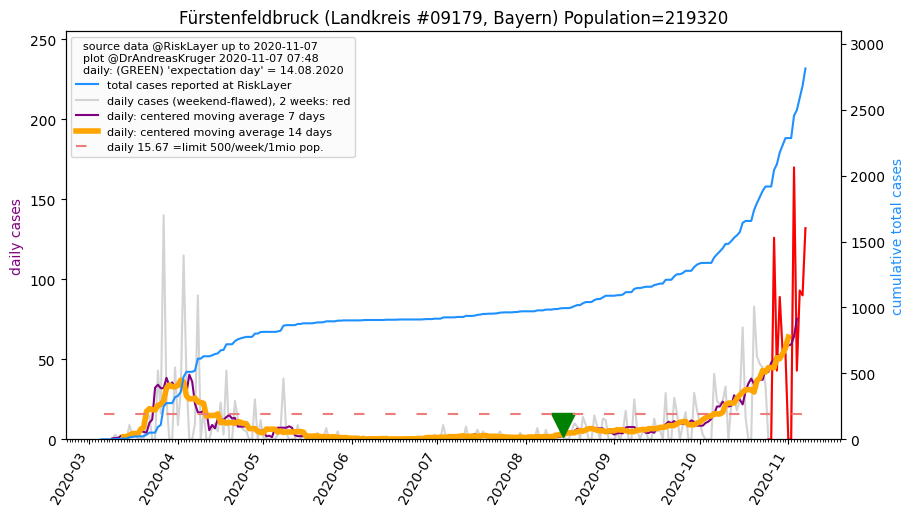 Fürstenfeldbruck (Landkreis #09179, Bayern) Population=219320
source data @RiskLayer up to 2020-11-07
plot @DrAndreasKruger 2020-11-07 07:48
daily: (GREEN) 'expectation day' = 14.08.2020
total cases reported at RiskLayer
daily cases (weekend-flawed), 2 weeks: red
daily: centered moving average 7 days
daily: centered moving average 14 days
daily 15.67 =limit 500/week/1mio pop.
daily cases
250
200
150
100
50
0
cumulative total cases
3000
2500
2000
1500
1000
500
0
2020-03
2020-04
2020-05
2020-06
2020-07
2020-08
2020-09
2020-10
2020-11